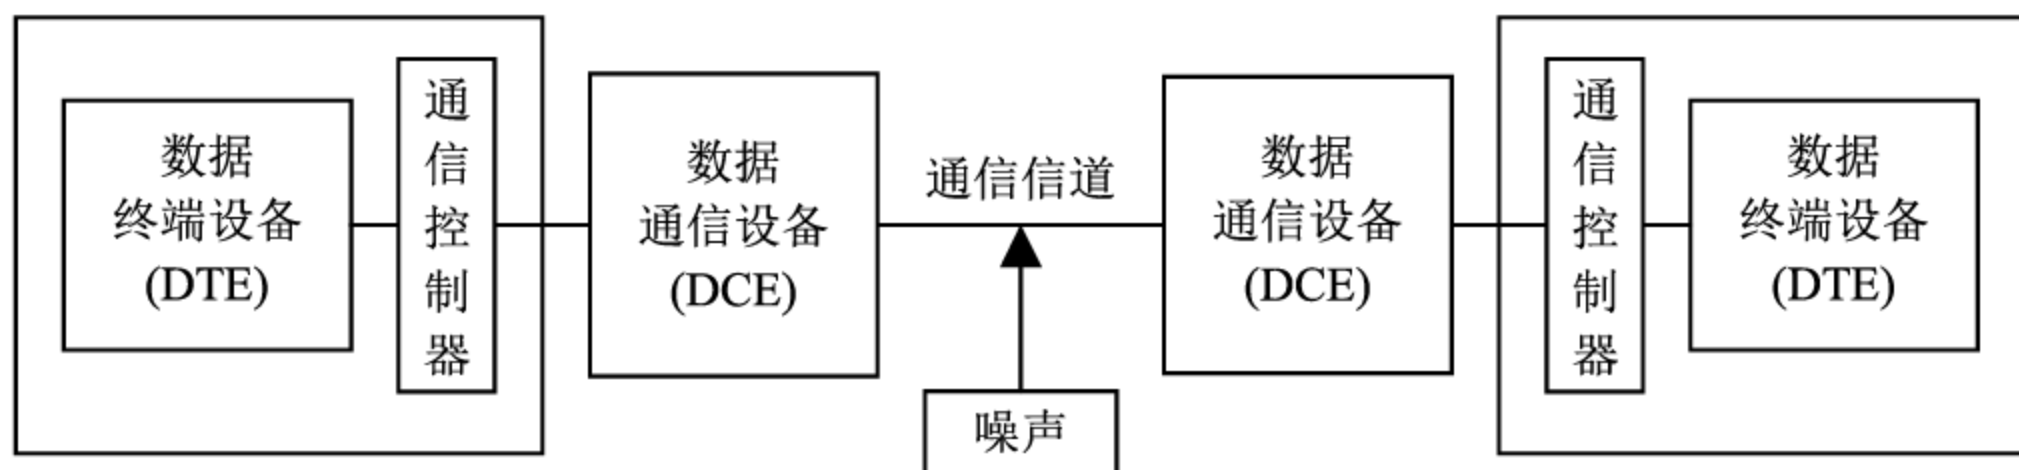 数据
终端设备
(DTE)
通信控制器
数据
通信设备
(DCE)
通信信道
噪声
数据
通信设备
(DCE)
通信控制器
数据
终端设备
(DTE)